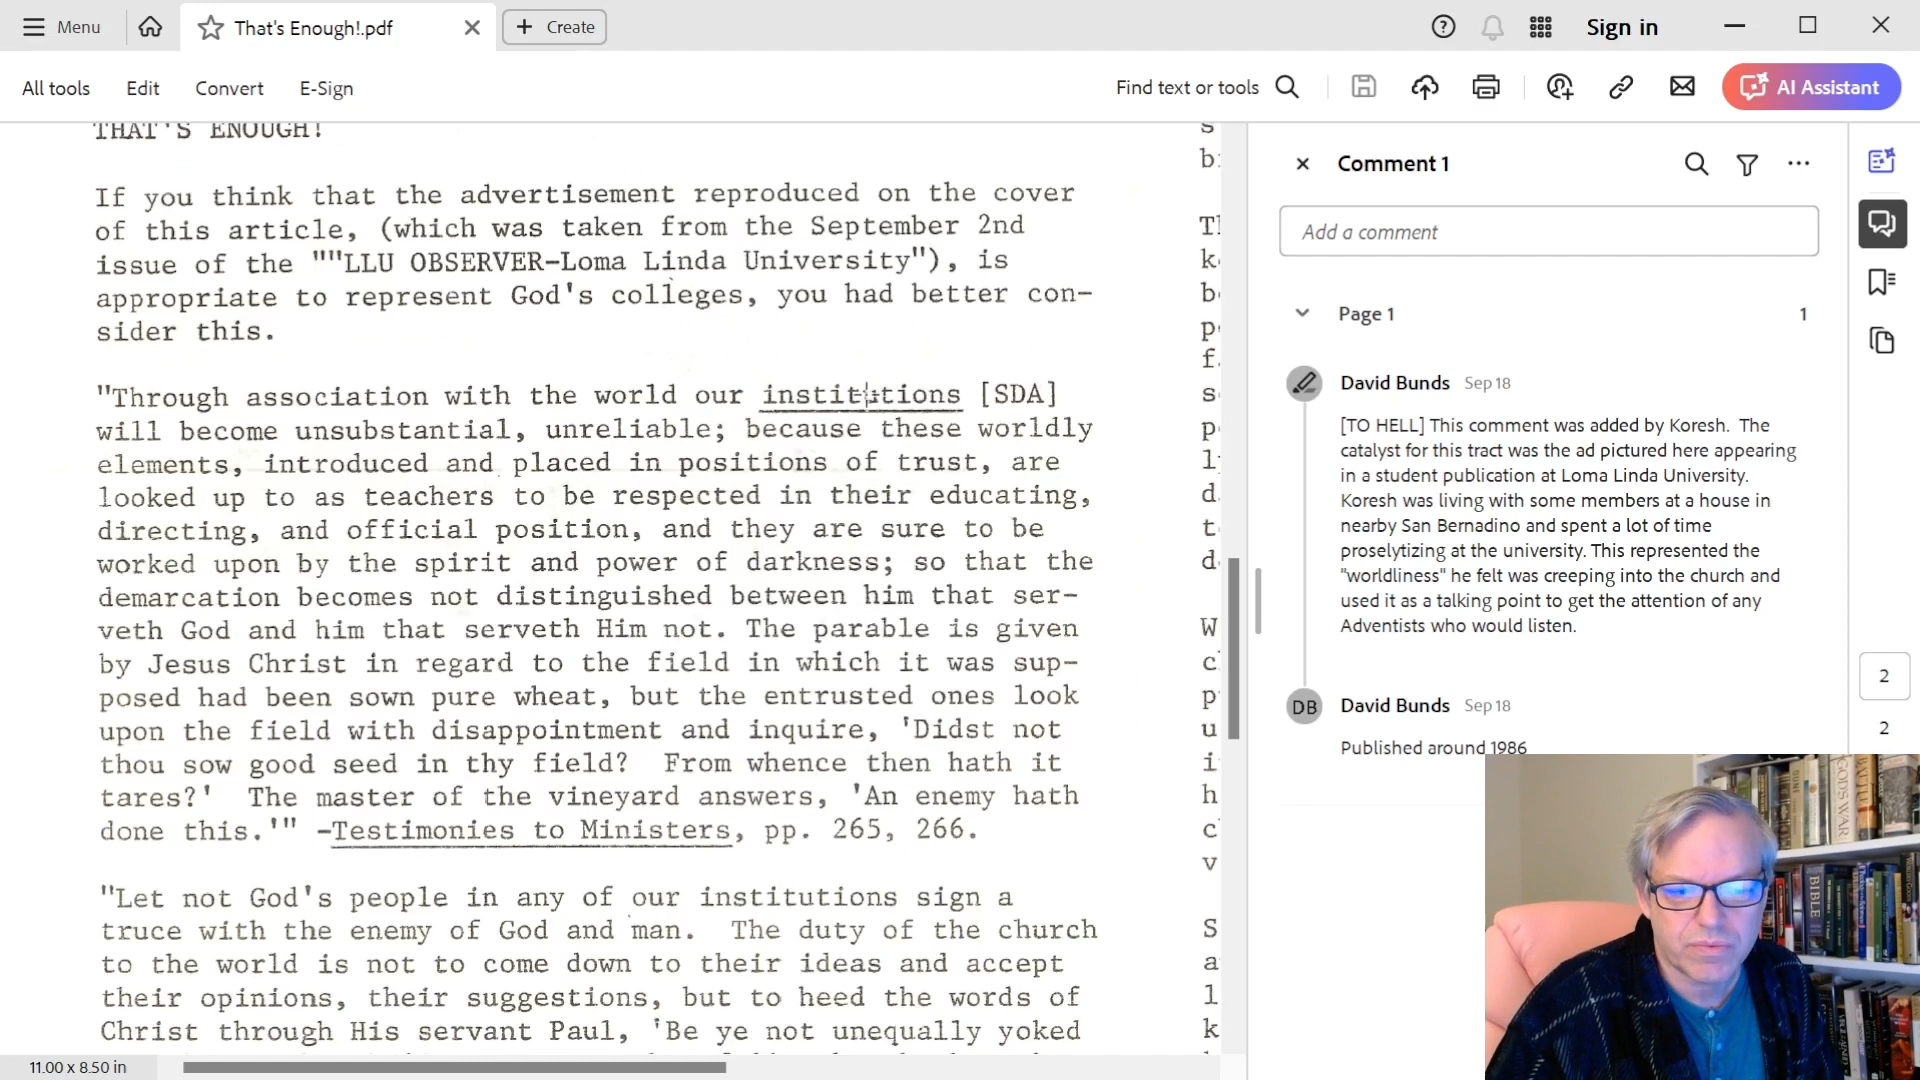 Menu
That's Enough!.pdf
Create
Sign in
All tools
Edit
Convert
E-Sign
Find text or tools
AI Assistant
THAT'S ENOUGH!
If you think that the advertisement reproduced on the cover
of this article, (which was taken from the September 2nd
issue of the ""LLU OBSERVER-Loma Linda University"), is
appropriate to represent God's colleges, you had better con-
sider this.
"Through association with the world our institutions [SDA]
will become unsubstantial, unreliable; because these worldly
elements, introduced and placed in positions of trust, are
looked up to as teachers to be respected in their educating,
directing, and official position, and they are sure to be
worked upon by the spirit and power of darkness; so that the
demarcation becomes not distinguished between him that ser-
veth God and him that serveth Him not. The parable is given
by Jesus Christ in regard to the field in which it was sup-
posed had been sown pure wheat, but the entrusted ones look
upon the field with disappointment and inquire, 'Didst not
thou sow good seed in thy field? From whence then hath it
tares?' The master of the vineyard answers, 'An enemy hath
done this.'" -Testimonies to Ministers, pp. 265, 266.
"Let not God's people in any of our institutions sign a
truce with the enemy of God and man. The duty of the church
to the world is not to come down to their ideas and accept
their opinions, their suggestions, but to heed the words of
Christ through His servant Paul, 'Be ye not unequally yoked
Comment 1
Add a comment
Page 1
1
David Bunds Sep 18
[TO HELL] This comment was added by Koresh. The
catalyst for this tract was the ad pictured here appearing
in a student publication at Loma Linda University.
Koresh was living with some members at a house in
nearby San Bernadino and spent a lot of time
proselytizing at the university. This represented the
"worldliness" he felt was creeping into the church and
used it as a talking point to get the attention of any
Adventists who would listen.
DB
David Bunds Sep 18
Published around 1986
2
2
11.00 x 8.50 in
BIBLE
GOD'S WAR
DUNE